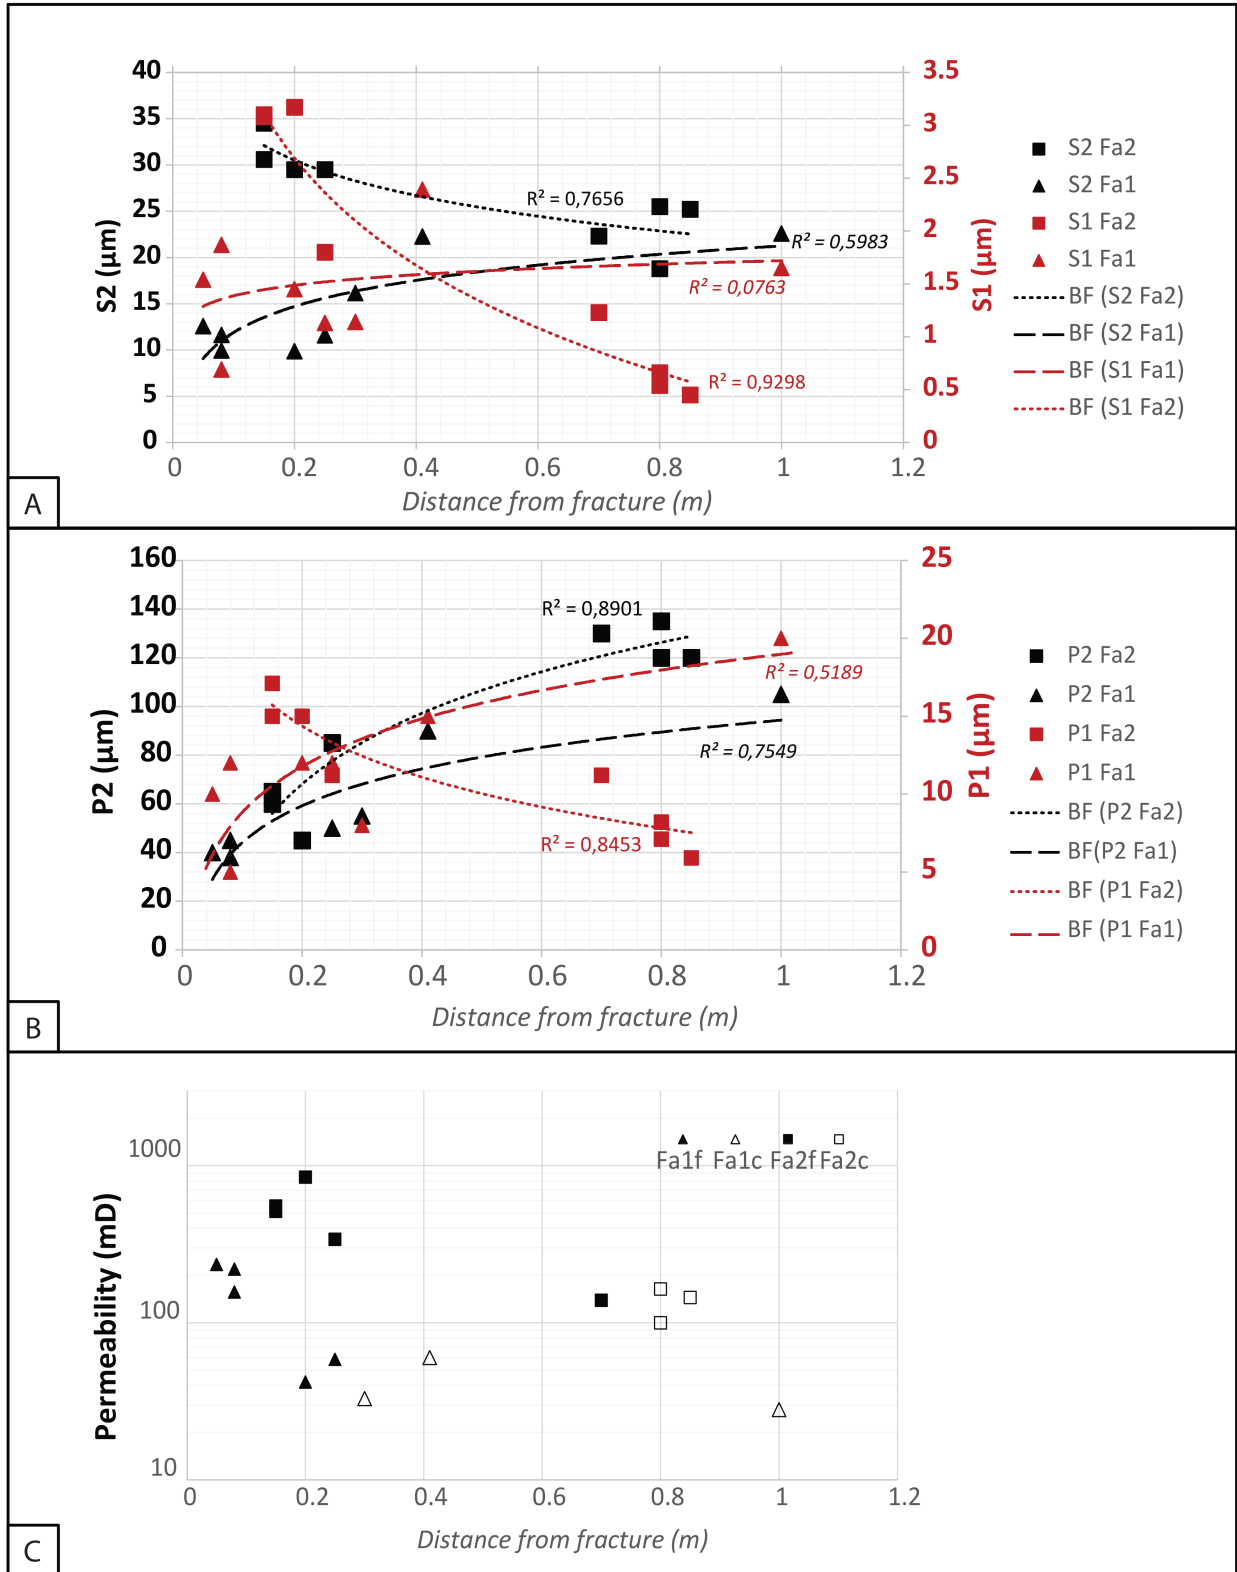 40
35
30
25
20
15
10
5
0
S2 (µm)
3.5
3
2.5
2
1.5
1
0.5
0
S1 (µm)
R² = 0,7656
R² = 0,5983
R² = 0,0763
R² = 0,9298
0 0.2 0.4 0.6 0.8 1 1.2
Distance from fracture (m)
S2 Fa2
S2 Fa1
S1 Fa2
S1 Fa1
BF (S2 Fa2)
BF (S2 Fa1)
BF (S1 Fa1)
BF (S1 Fa2)
A
160
140
120
100
80
60
40
20
0
P2 (µm)
25
20
15
10
5
0
P1 (µm)
R² = 0,8901
R² = 0,5189
R² = 0,7549
R² = 0,8453
0 0.2 0.4 0.6 0.8 1 1.2
Distance from fracture (m)
P2 Fa2
P2 Fa1
P1 Fa2
P1 Fa1
BF (P2 Fa2)
BF(P2 Fa1)
BF (P1 Fa2)
BF (P1 Fa1)
B
1000
100
10
Permeability (mD)
Fa1f Fa1c Fa2f Fa2c
0 0.2 0.4 0.6 0.8 1 1.2
Distance from fracture (m)
C